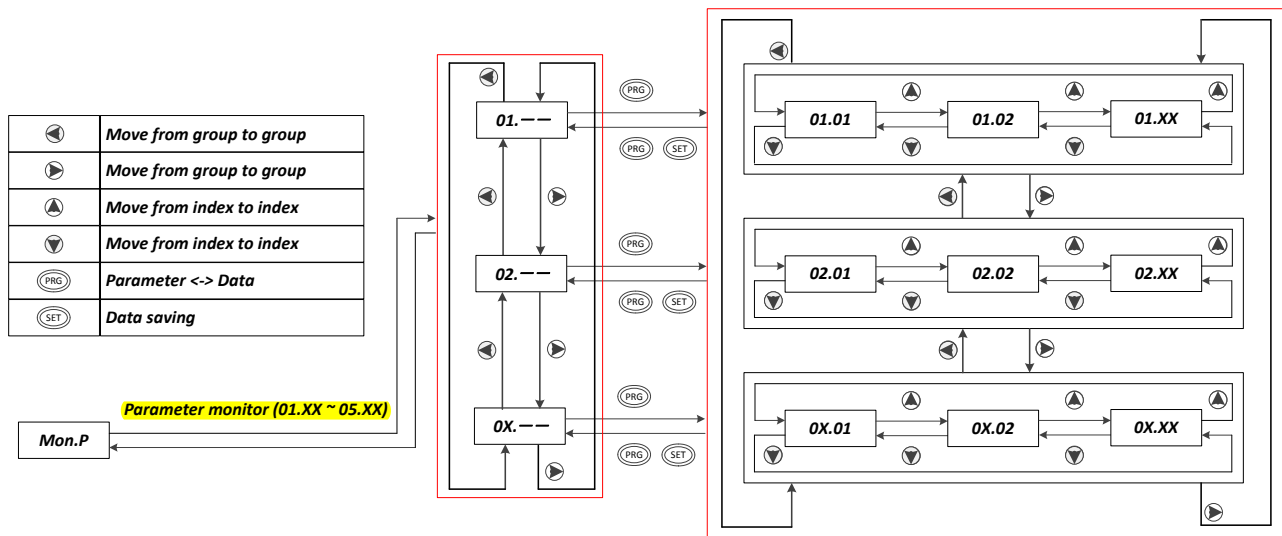 Move from group to group
Move from group to group
Move from index to index
Move from index to index
PRG Parameter <-> Data
SET Data saving
Parameter monitor (01.XX ~ 05.XX)
Mon.P
01.——
02.——
0X.——
PRG
PRG SET
PRG
PRG SET
PRG
PRG SET
01.01 01.02 01.XX
02.01 02.02 02.XX
0X.01 0X.02 0X.XX